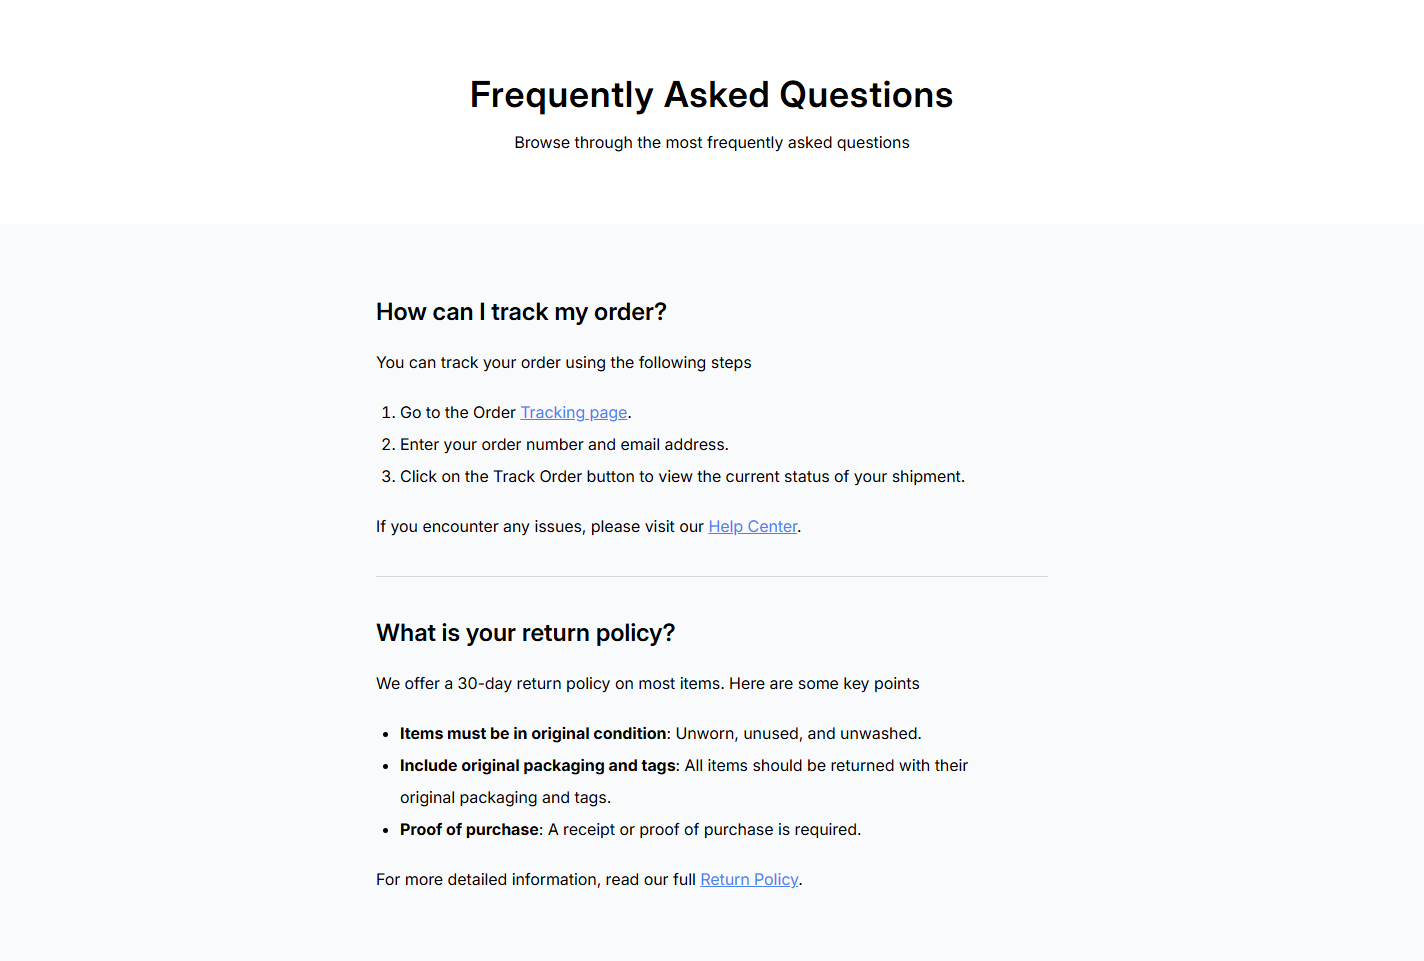 Frequently Asked Questions
Browse through the most frequently asked questions
How can I track my order?
You can track your order using the following steps
1. Go to the Order Tracking page.
2. Enter your order number and email address.
3. Click on the Track Order button to view the current status of your shipment.
If you encounter any issues, please visit our Help Center.
What is your return policy?
We offer a 30-day return policy on most items. Here are some key points
• Items must be in original condition: Unworn, unused, and unwashed.
• Include original packaging and tags: All items should be returned with their
original packaging and tags.
• Proof of purchase: A receipt or proof of purchase is required.
For more detailed information, read our full Return Policy.